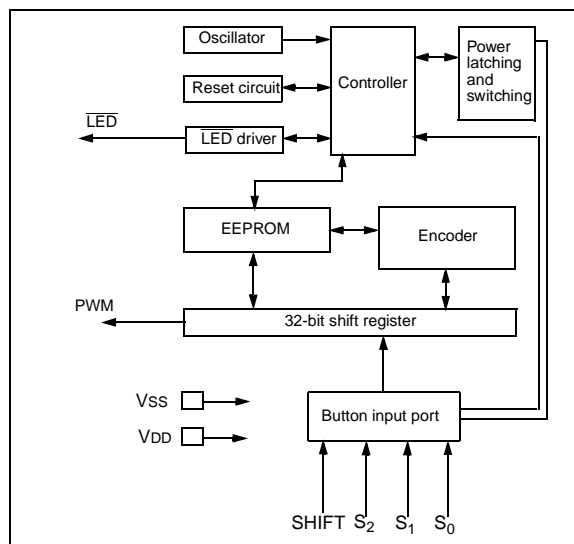 Oscillator
Reset circuit
LED
LED driver
Controller
Power
latching
and
switching
EEPROM
Encoder
PWM
32-bit shift register
VSS
VDD
Button input port
SHIFT S2 S1 S0